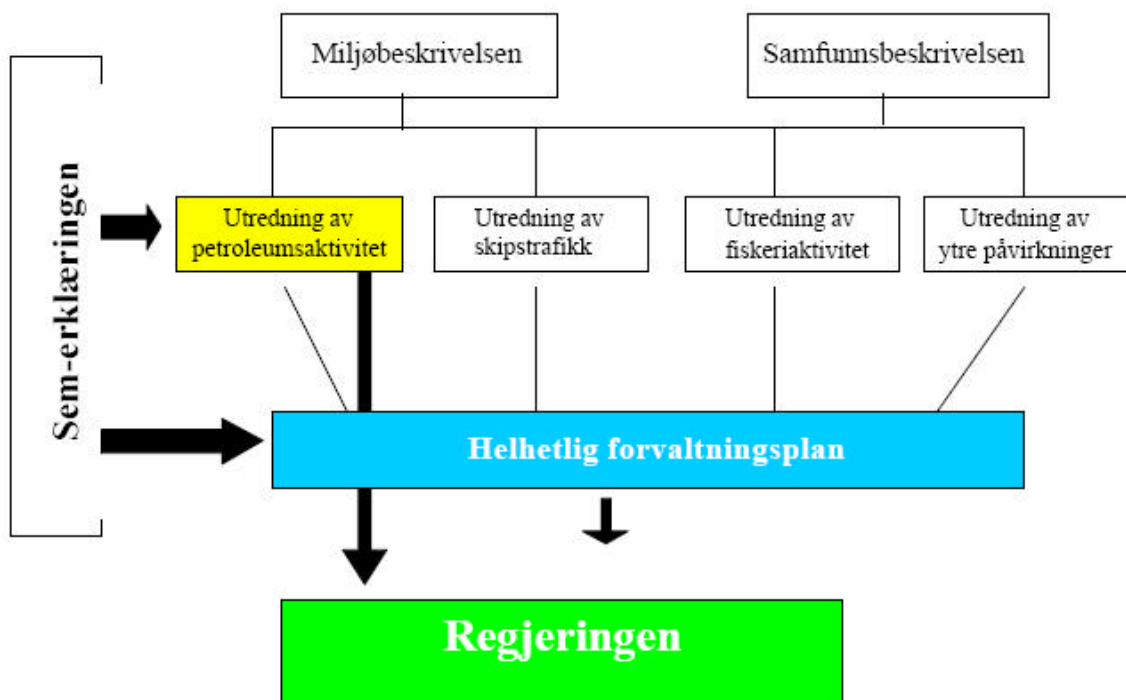 Miljøbeskrivelsen
Samfunnsbeskrivelsen
Sem-erklæringen
Utredning av
petroleumsaktivitet
Utredning av
skipstrafikk
Utredning av
fiskeriaktivitet
Utredning av
ytre påvirkninger
Helhetlig forvaltningsplan
Regjeringen